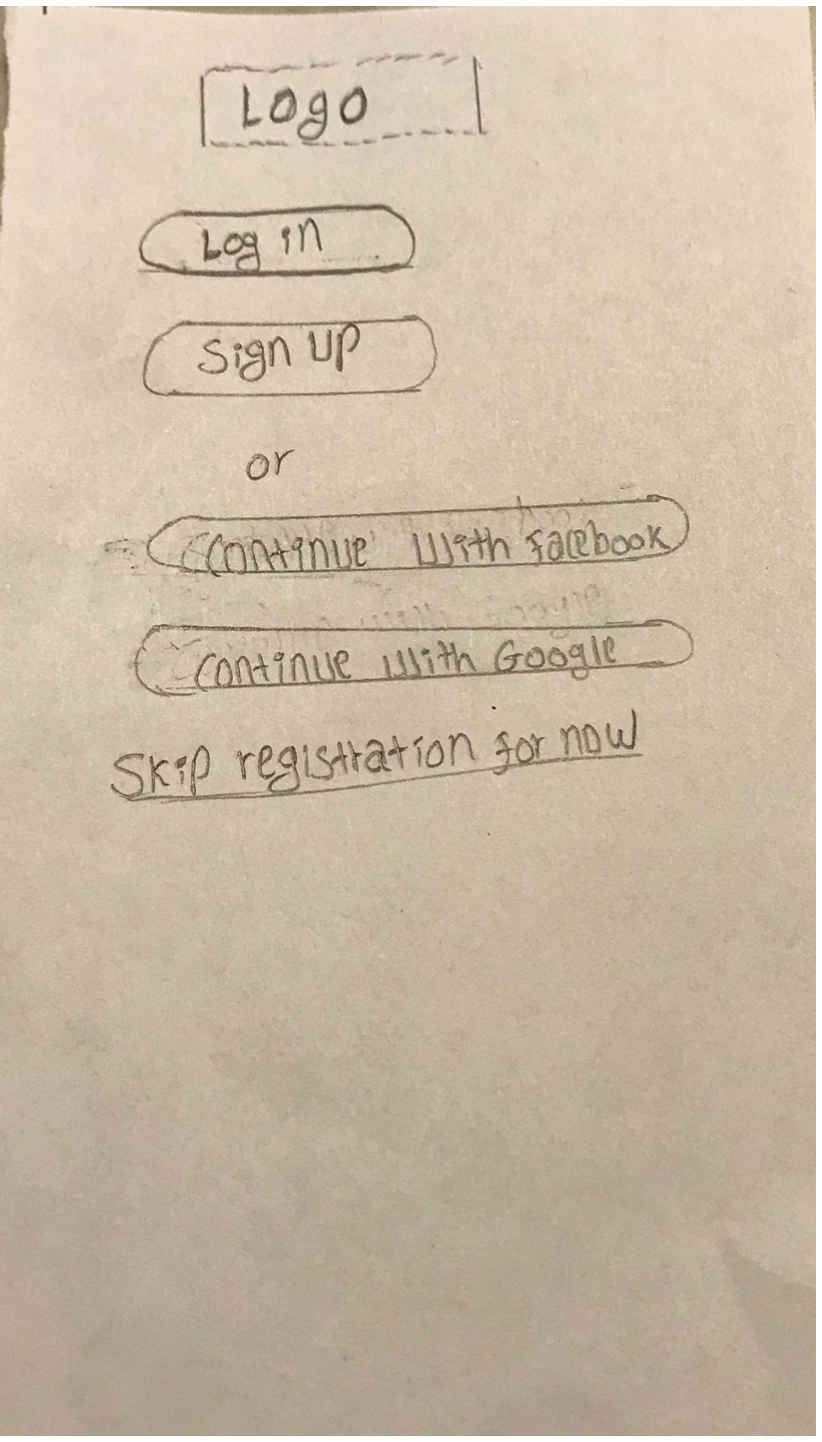 Logo
Log in
Sign up
or
Continue with facebook
Continue with Google
Skip registration for now